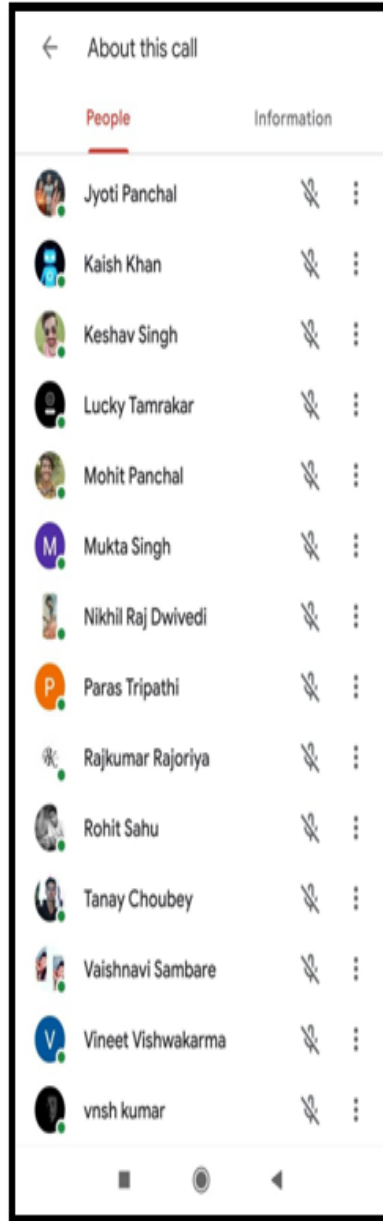 About this call
People Information
Jyoti Panchal
Kaish Khan
Keshav Singh
Lucky Tamrakar
Mohit Panchal
M Mukta Singh
Nikhil Raj Dwivedi
P Paras Tripathi
Rajkumar Rajoriya
Rohit Sahu
Tanay Choubey
Vaishnavi Sambare
V Vineet Vishwakarma
vnsh kumar